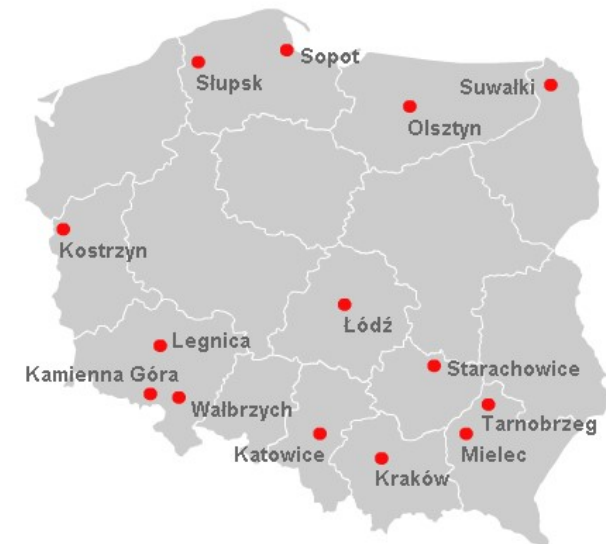 Sopot
Słupsk
Suwałki
Olsztyn
Kostrzyn
Łódź
Legnica
Starachowice
Kamienna Góra
Wałbrzych
Tarnobrzeg
Katowice
Mielec
Kraków